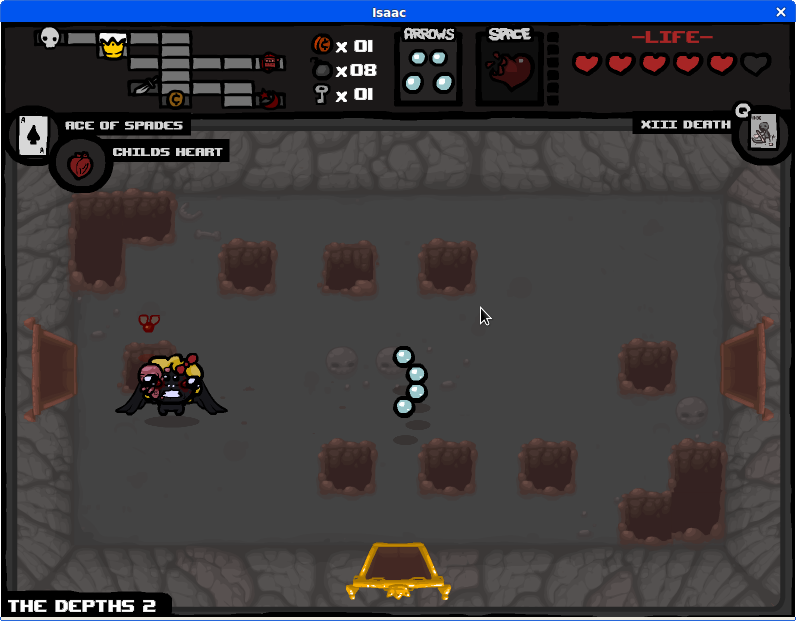 Isaac
x 01
x 08
x 01
ARROWS
SPACE
—LIFE—
ACE OF SPADES
XIII DEATH
Q
CHILDS HEART
THE DEPTHS 2